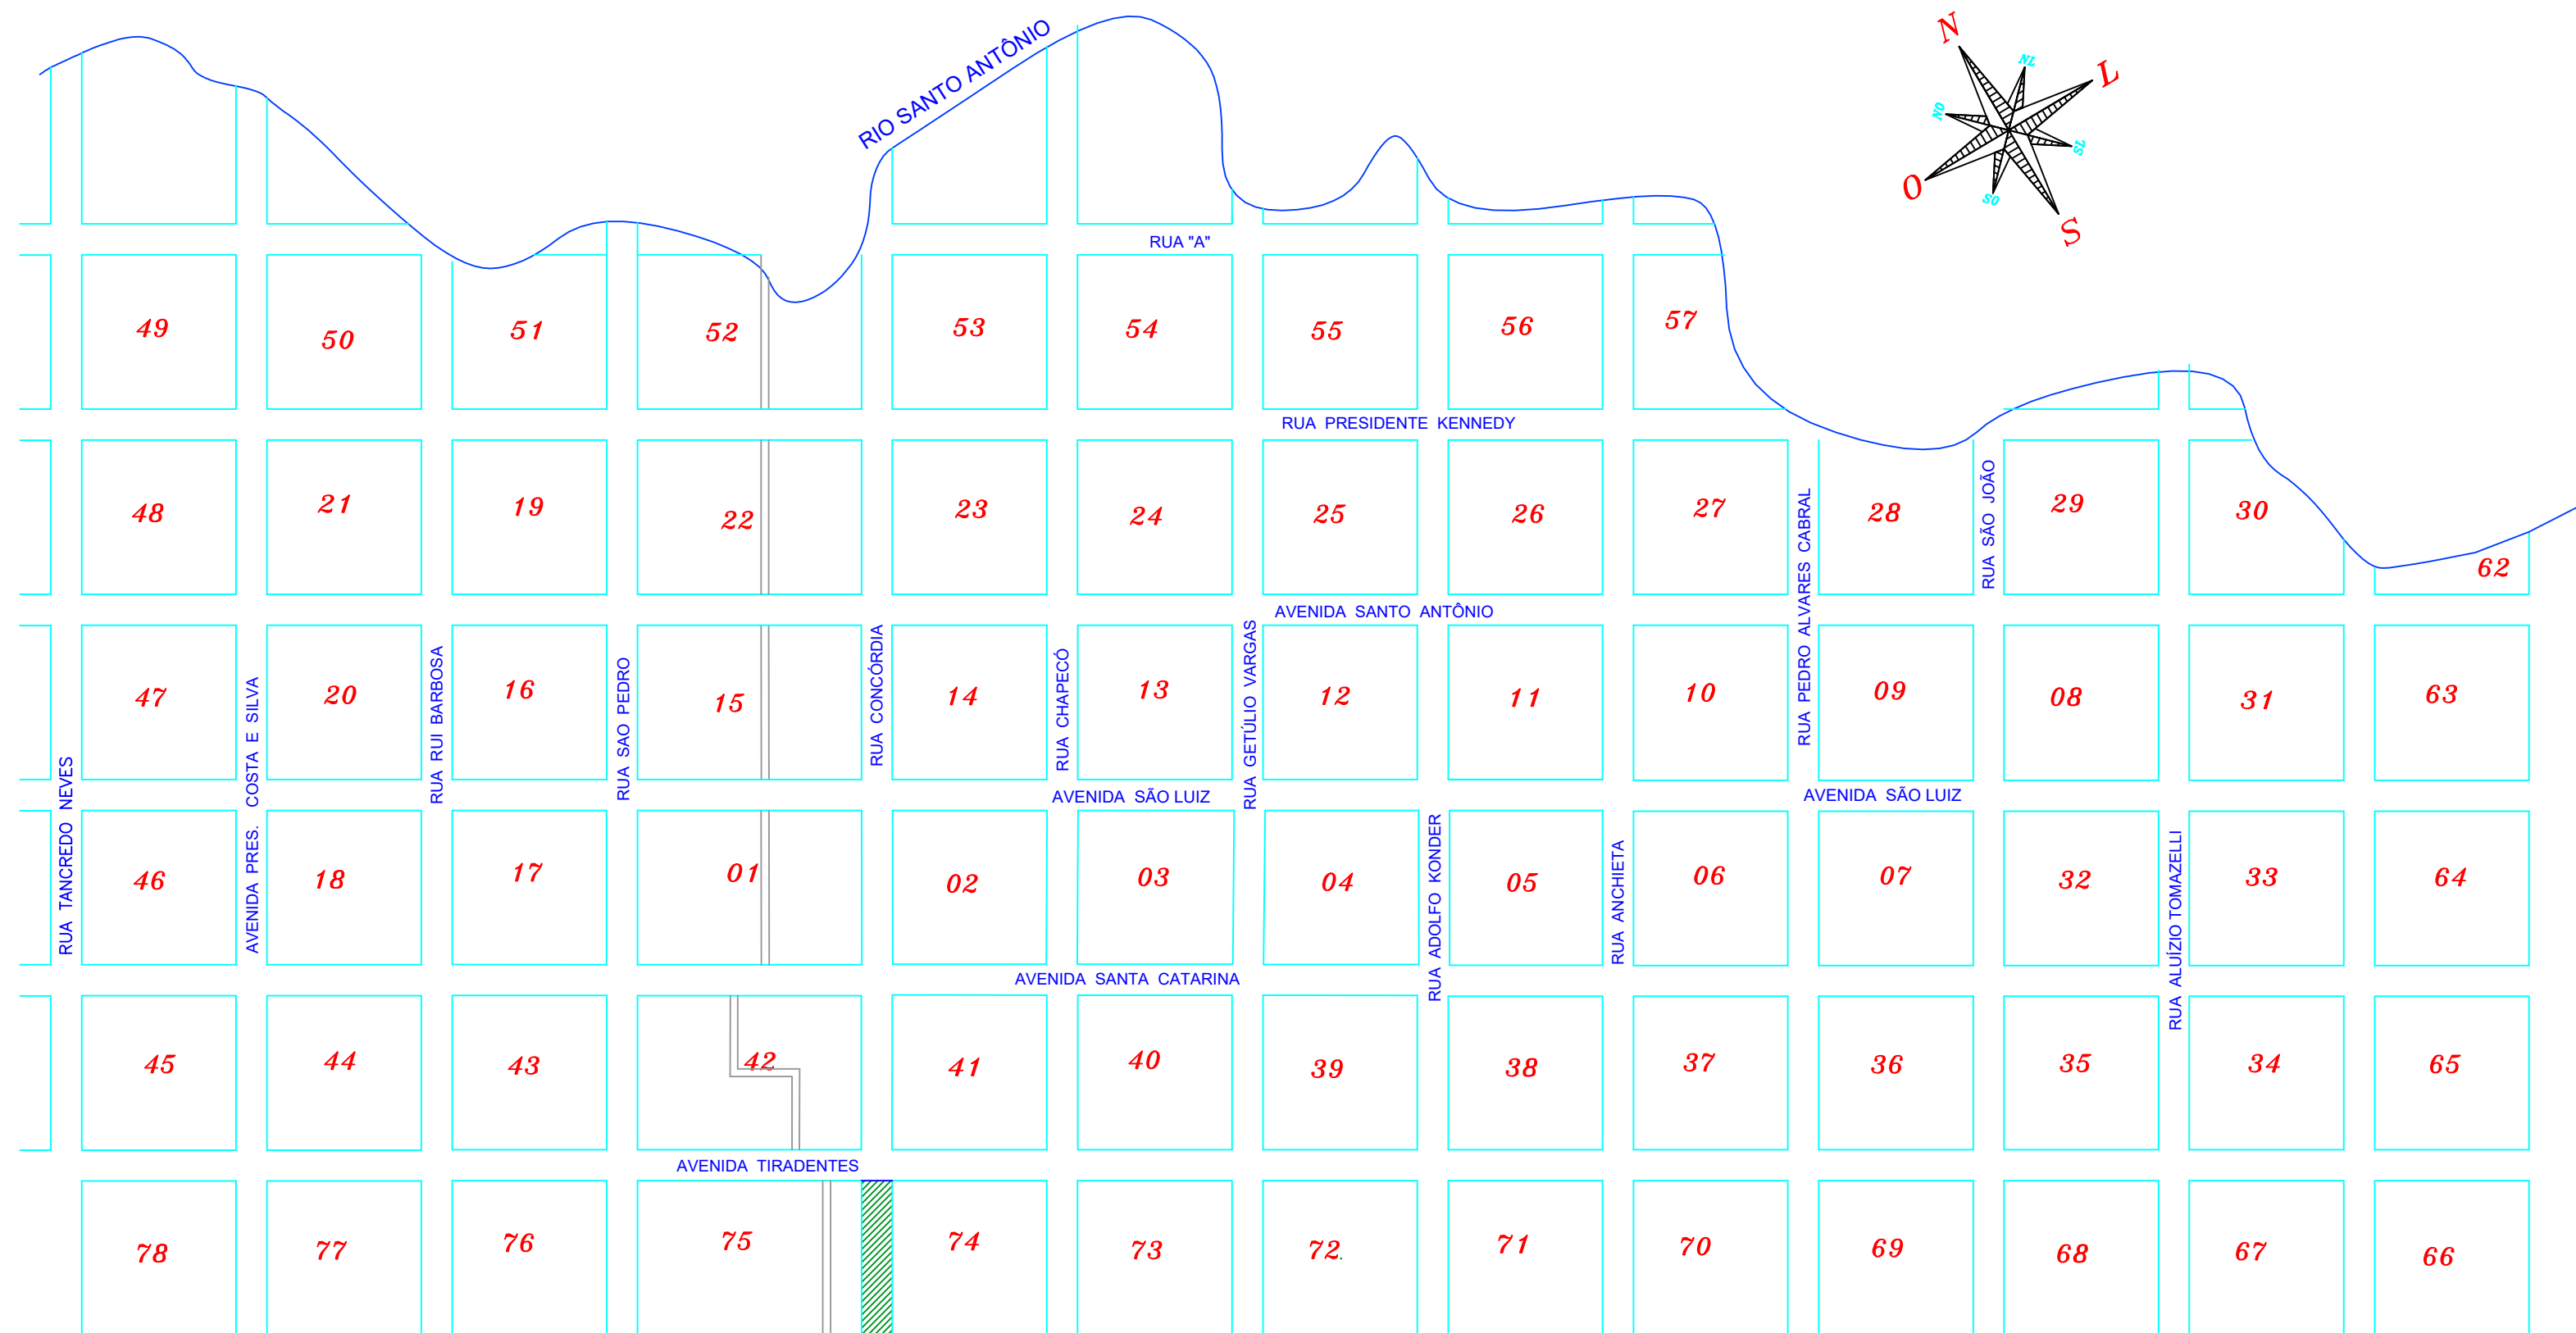 RIO SANTO ANTÔNIO
N
NL
L
NO
SL
O
SO
S
RUA "A"
49
50
51
52
53
54
55
56
57
RUA PRESIDENTE KENNEDY
48
21
19
22
23
24
25
26
27
28
29
30
62
RUA PEDRO ALVARES CABRAL
RUA SÃO JOÃO
AVENIDA SANTO ANTÔNIO
47
20
16
15
14
13
12
11
10
09
08
31
63
RUA TANCREDO NEVES
AVENIDA PRES. COSTA E SILVA
RUA RUI BARBOSA
RUA SAO PEDRO
RUA CONCÓRDIA
RUA CHAPECÓ
RUA GETÚLIO VARGAS
AVENIDA SÃO LUIZ
AVENIDA SÃO LUIZ
46
18
17
01
02
03
04
05
06
07
32
33
64
RUA ADOLFO KONDER
RUA ANCHIETA
RUA ALUÍZIO TOMAZELLI
AVENIDA SANTA CATARINA
45
44
43
42
41
40
39
38
37
36
35
34
65
AVENIDA TIRADENTES
78
77
76
75
74
73
72.
71
70
69
68
67
66